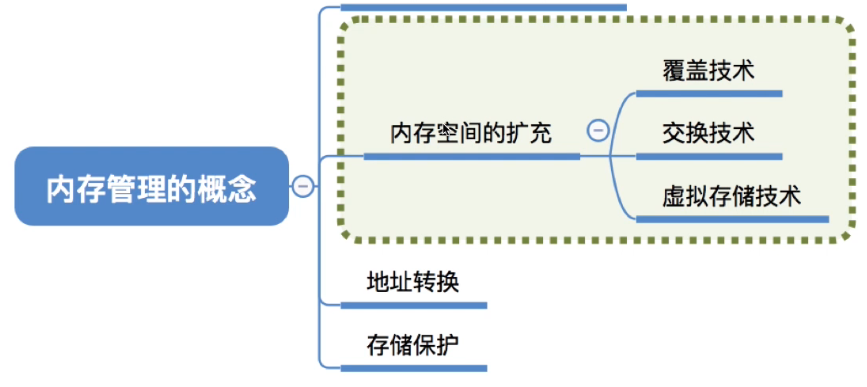 覆盖技术
内存空间的扩充
交换技术
内存管理的概念
虚拟存储技术
地址转换
存储保护